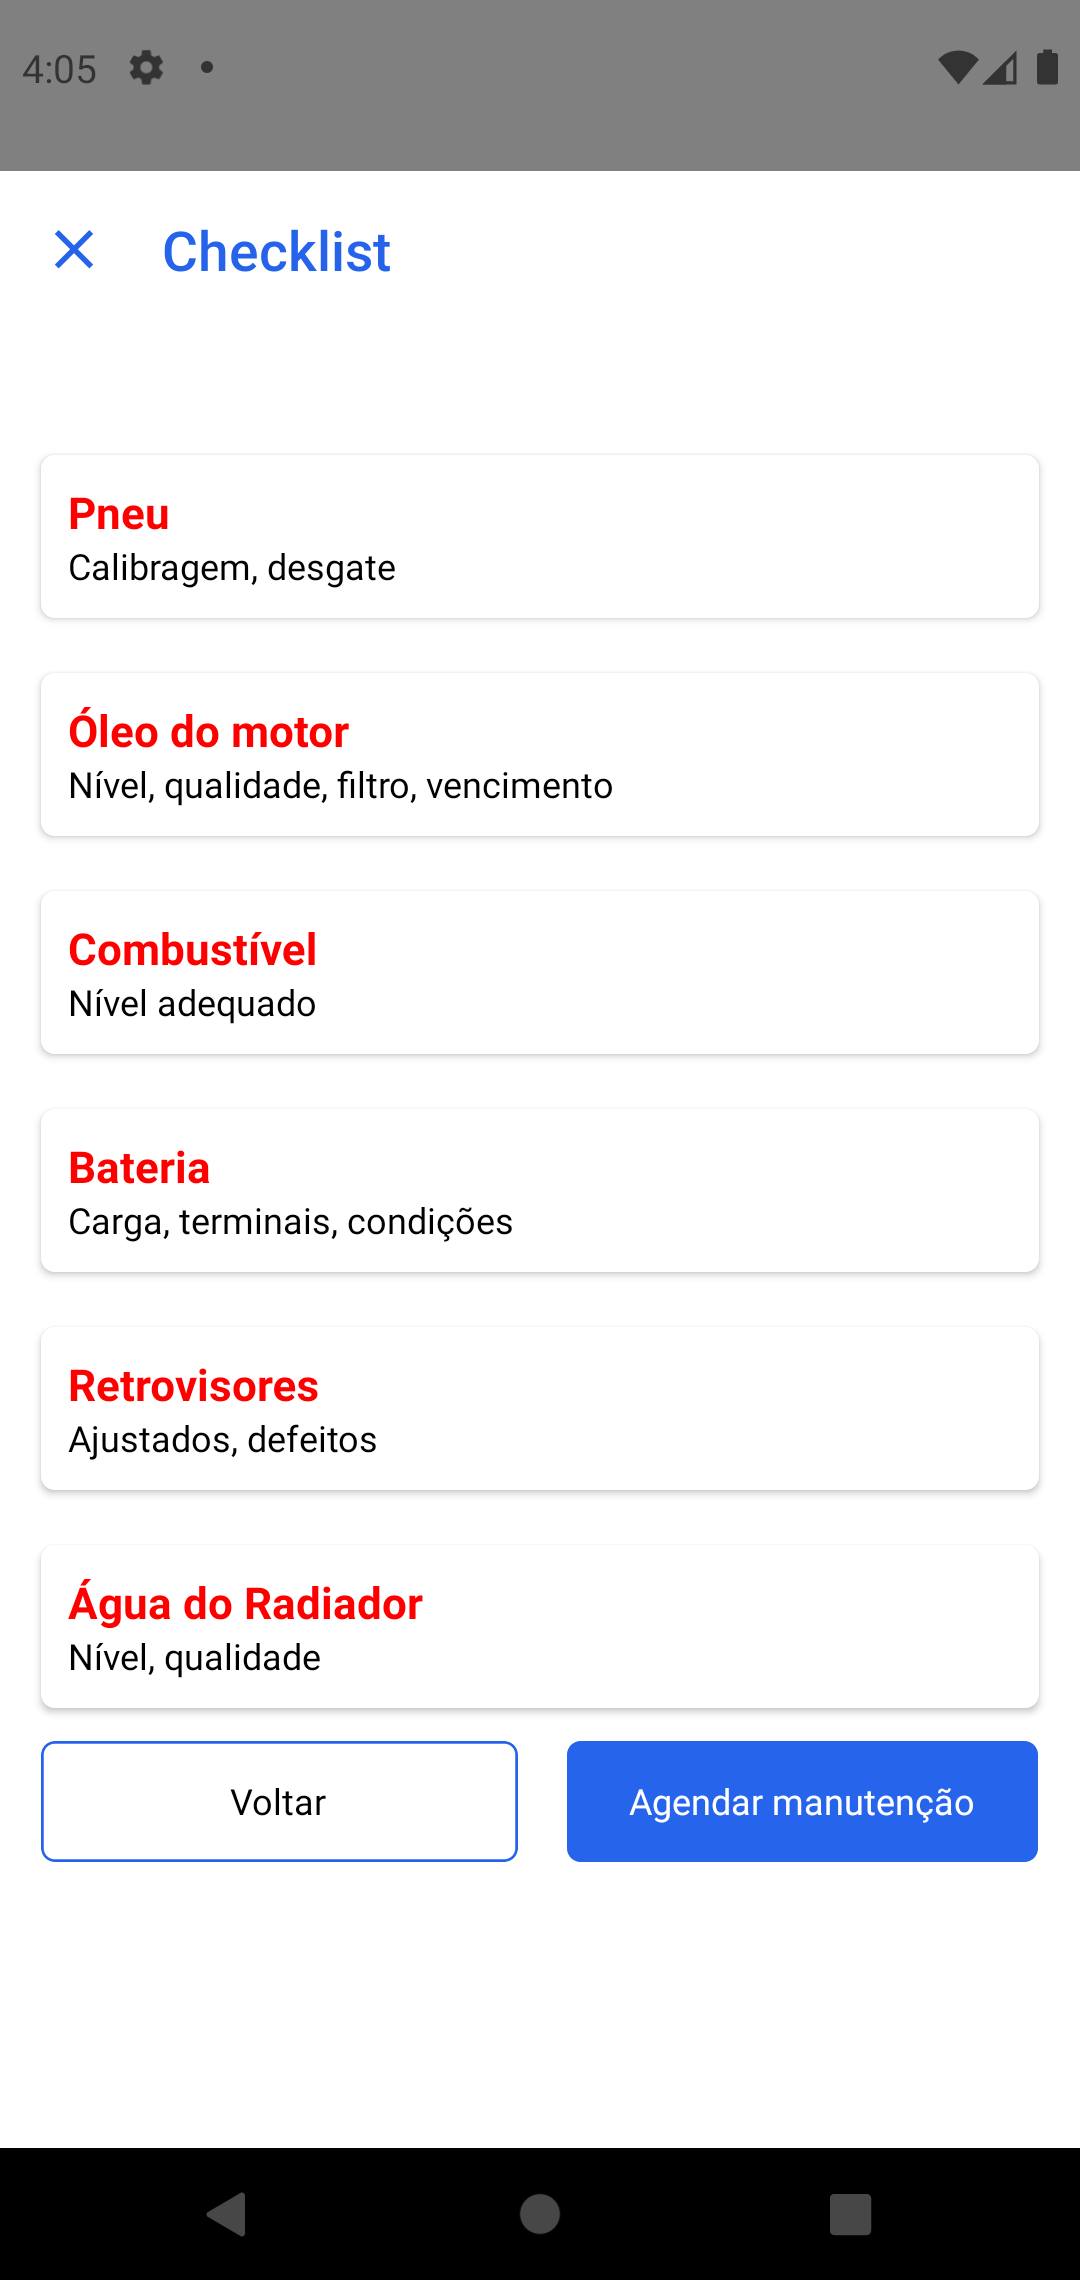 4:05
Checklist
Pneu
Calibragem, desgate
Óleo do motor
Nível, qualidade, filtro, vencimento
Combustível
Nível adequado
Bateria
Carga, terminais, condições
Retrovisores
Ajustados, defeitos
Água do Radiador
Nível, qualidade
Voltar
Agendar manutenção